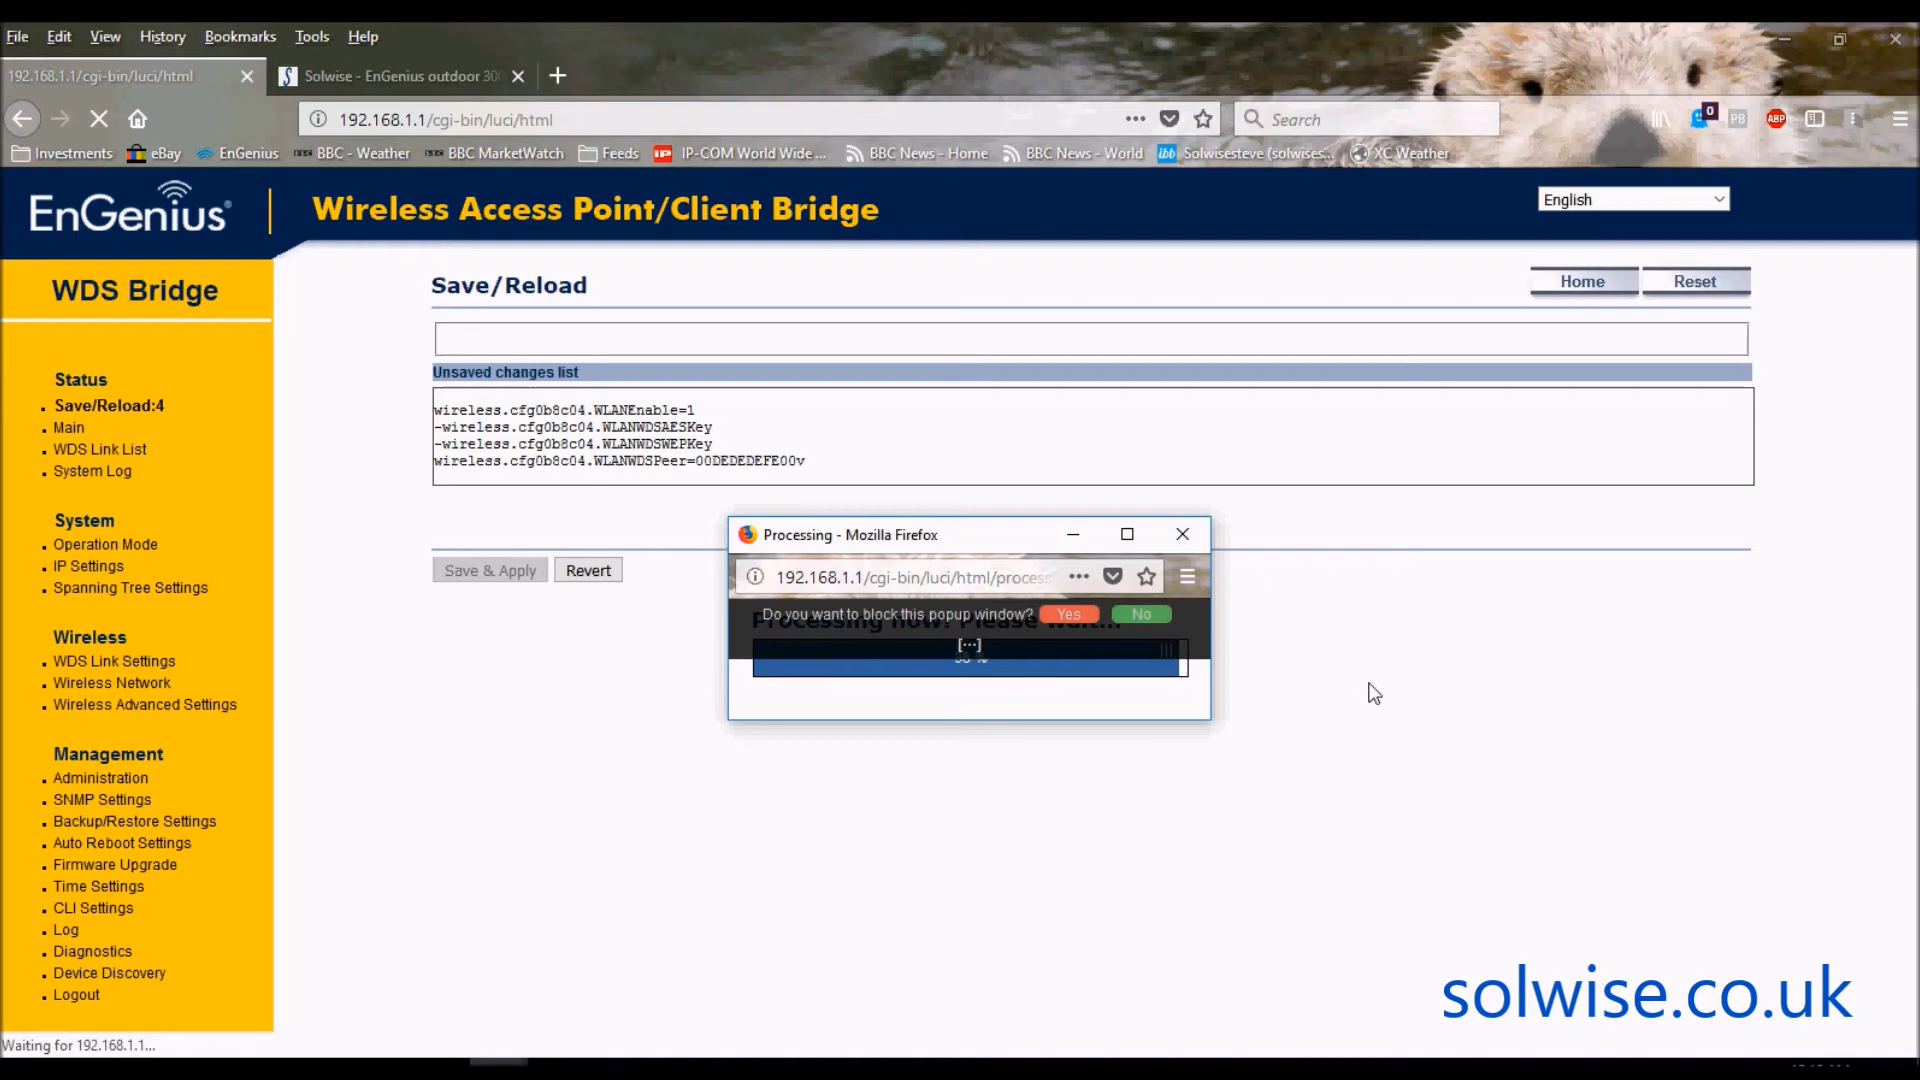 File Edit View History Bookmarks Tools Help
192.168.1.1/cgi-bin/luci/html
Solwise - EnGenius outdoor 30
192.168.1.1/cgi-bin/luci/html
Search
0
PB
ABP
Investments eBay EnGenius BBC - Weather BBC MarketWatch Feeds IP-COM World Wide ... BBC News - Home BBC News - World Solwisesteve (solwises... XC Weather
EnGenius
Wireless Access Point/Client Bridge
English
WDS Bridge
Save/Reload
Home
Reset
Unsaved changes list
wireless.cfg0b8c04.WLANEnable=1
-wireless.cfg0b8c04.WLANWDSAESKey
-wireless.cfg0b8c04.WLANWDSWEPKey
wireless.cfg0b8c04.WLANWDSPeer=00DEDEDEFE00v
Save & Apply
Revert
Status
Save/Reload:4
Main
WDS Link List
System Log
System
Operation Mode
IP Settings
Spanning Tree Settings
Wireless
WDS Link Settings
Wireless Network
Wireless Advanced Settings
Management
Administration
SNMP Settings
Backup/Restore Settings
Auto Reboot Settings
Firmware Upgrade
Time Settings
CLI Settings
Log
Diagnostics
Device Discovery
Logout
Processing - Mozilla Firefox
192.168.1.1/cgi-bin/luci/html/process
Do you want to block this popup window? Yes No
Processing now! Please wait...
[...]
solwise.co.uk
Waiting for 192.168.1.1...